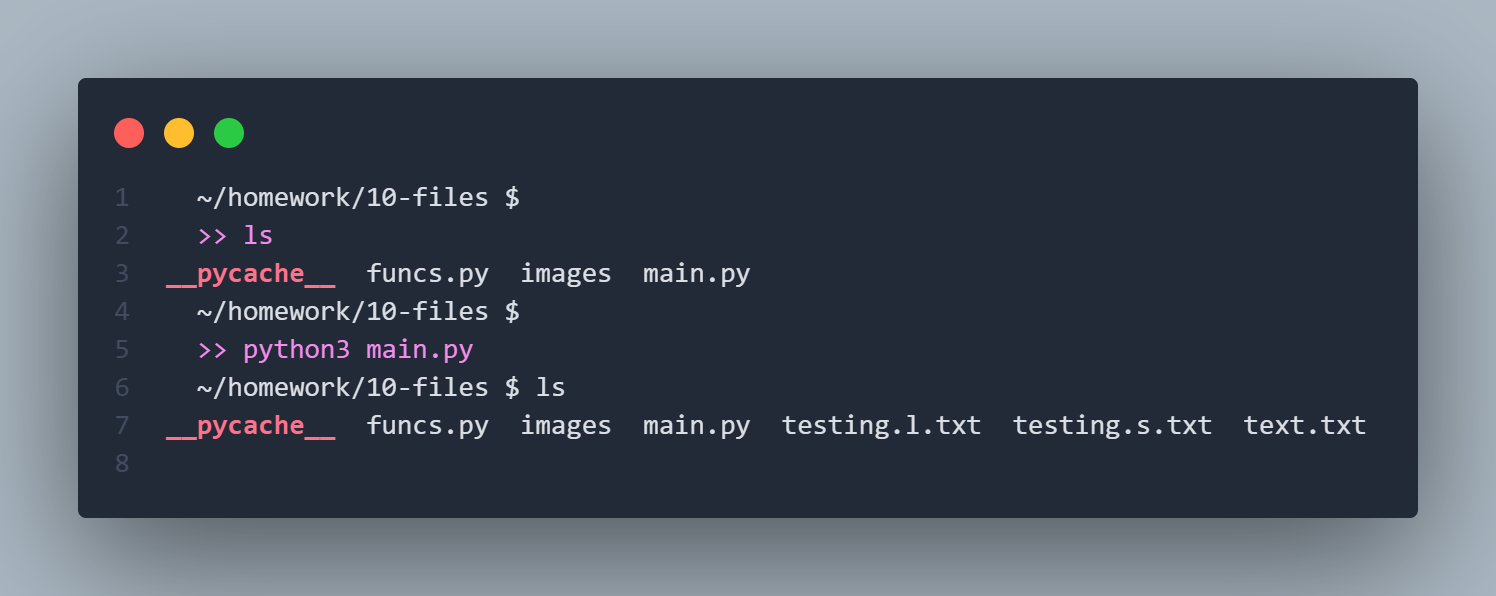 1 ~/homework/10-files $
2 >> ls
3 __pycache__ funcs.py images main.py
4 ~/homework/10-files $
5 >> python3 main.py
6 ~/homework/10-files $ ls
7 __pycache__ funcs.py images main.py testing.l.txt testing.s.txt text.txt
8